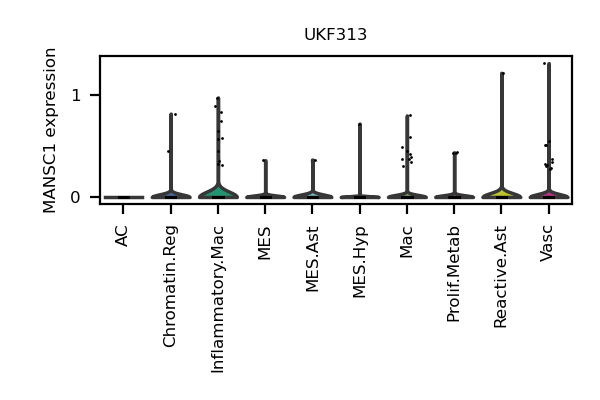 UKF313
MANSC1 expression
1
0
AC
Chromatin.Reg
Inflammatory.Mac
MES
MES.Ast
MES.Hyp
Mac
Prolif.Metab
Reactive.Ast
Vasc